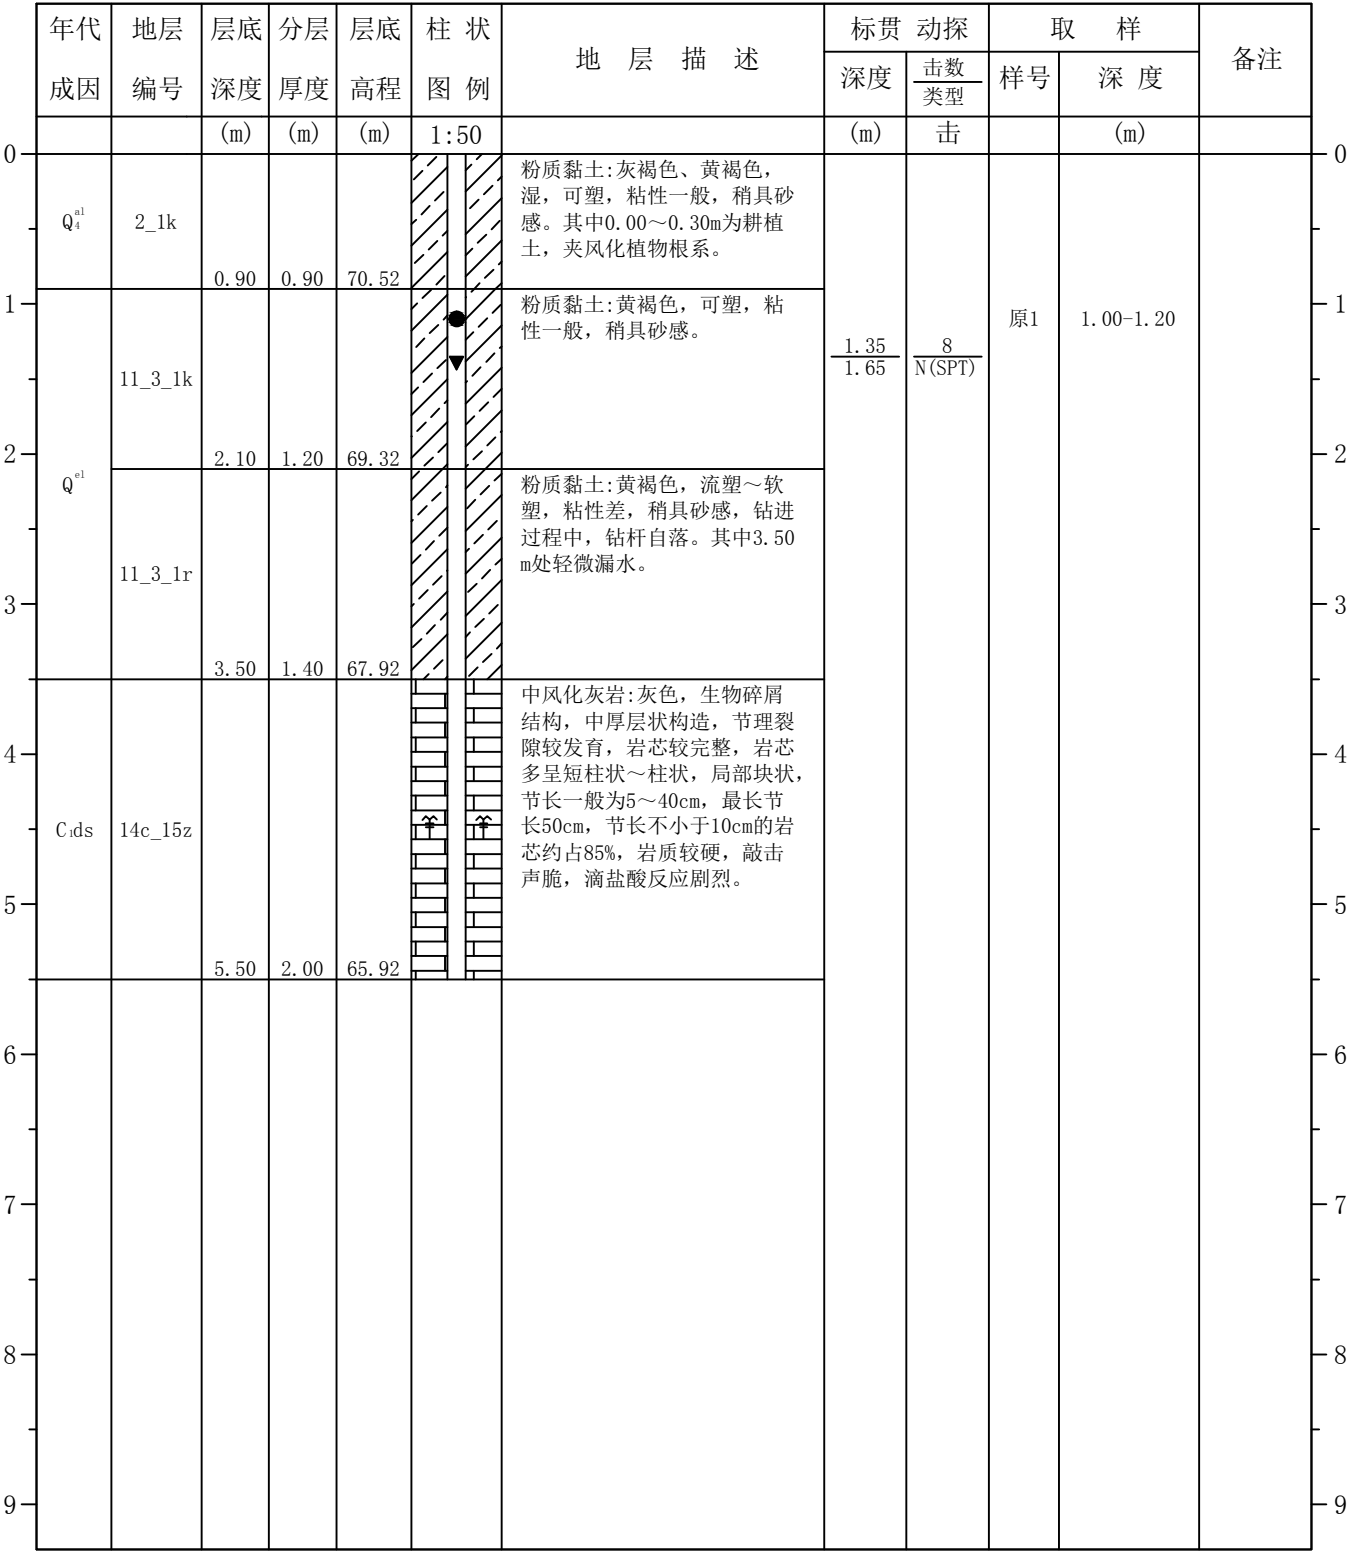 年代 地层 层底 分层 层底 柱 状 地 层 描 述 标贯 动探 取 样 备注
成因 编号 深度 厚度 高程 图 例 深度 击数 样号 深 度
类型
(m) (m) (m) 1:50 (m) 击 (m)
0 0
粉质黏土:灰褐色、黄褐色,
湿,可塑,粘性一般,稍具砂
感。其中0.00～0.30m为耕植
土,夹风化植物根系。
Q₄ᵃˡ 2_1k
0.90 0.90 70.52
1 1
粉质黏土:黄褐色,可塑,粘
性一般,稍具砂感。
原1 1.00-1.20
1.35 8
1.65 N(SPT)
11_3_1k
2.10 1.20 69.32
2 2
Qᵉˡ
粉质黏土:黄褐色,流塑～软
塑,粘性差,稍具砂感,钻进
过程中,钻杆自落。其中3.50
m处轻微漏水。
11_3_1r
3 3
3.50 1.40 67.92
中风化灰岩:灰色,生物碎屑
结构,中厚层状构造,节理裂
隙较发育,岩芯较完整,岩芯
多呈短柱状～柱状,局部块状,
节长一般为5～40cm,最长节
长50cm,节长不小于10cm的岩
芯约占85%,岩质较硬,敲击
声脆,滴盐酸反应剧烈。
4 4
C₁ds 14c_15z
5 5
5.50 2.00 65.92
6 6
7 7
8 8
9 9